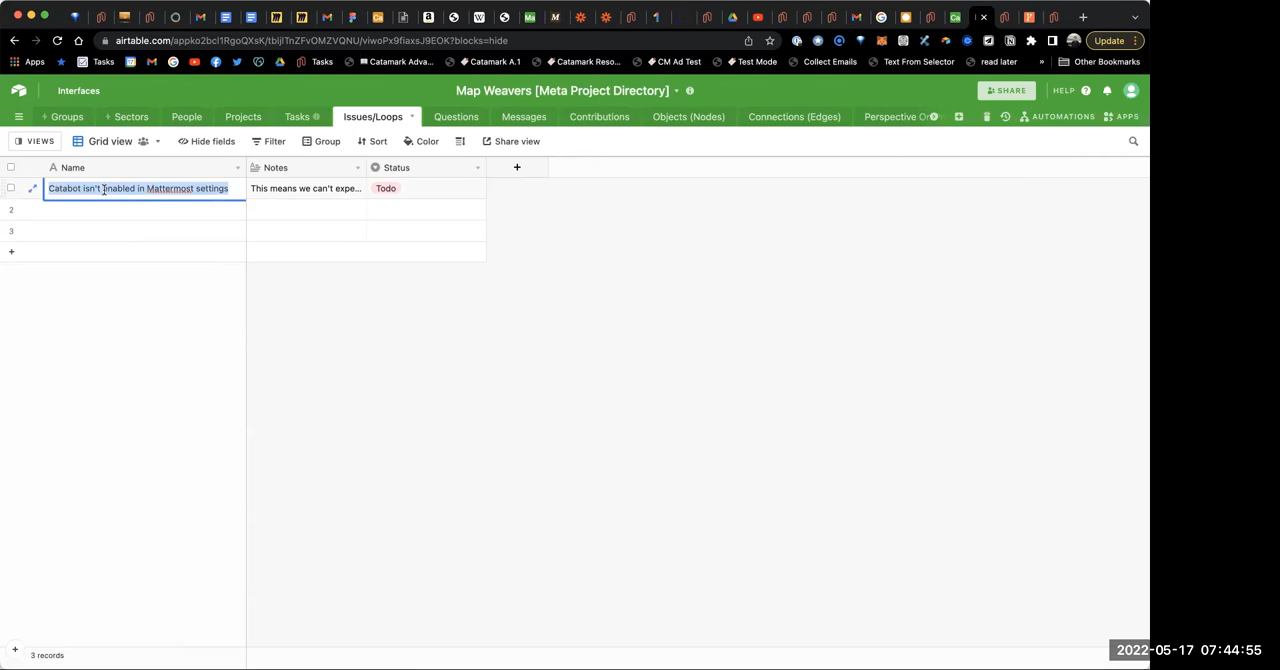 airtable.com/appko2bcl1RgoQXsK/tbljlTnZFvOMZVQNU/viwoPx9fiaxsJ9EOK?blocks=hide
Update
Apps
Tasks
Tasks
Catamark Adva...
Catamark A.1
Catamark Reso...
CM Ad Test
Test Mode
Collect Emails
Text From Selector
read later
»
Other Bookmarks
Interfaces
Map Weavers [Meta Project Directory]
SHARE
HELP
Groups
Sectors
People
Projects
Tasks
Issues/Loops
Questions
Messages
Contributions
Objects (Nodes)
Connections (Edges)
Perspective
AUTOMATIONS
APPS
VIEWS
Grid view
Hide fields
Filter
Group
Sort
Color
Share view
Name
Notes
Status
+
Catabot isn't enabled in Mattermost settings
This means we can't expe...
Todo
2
3
+
+
3 records
2022-05-17 07:44:55